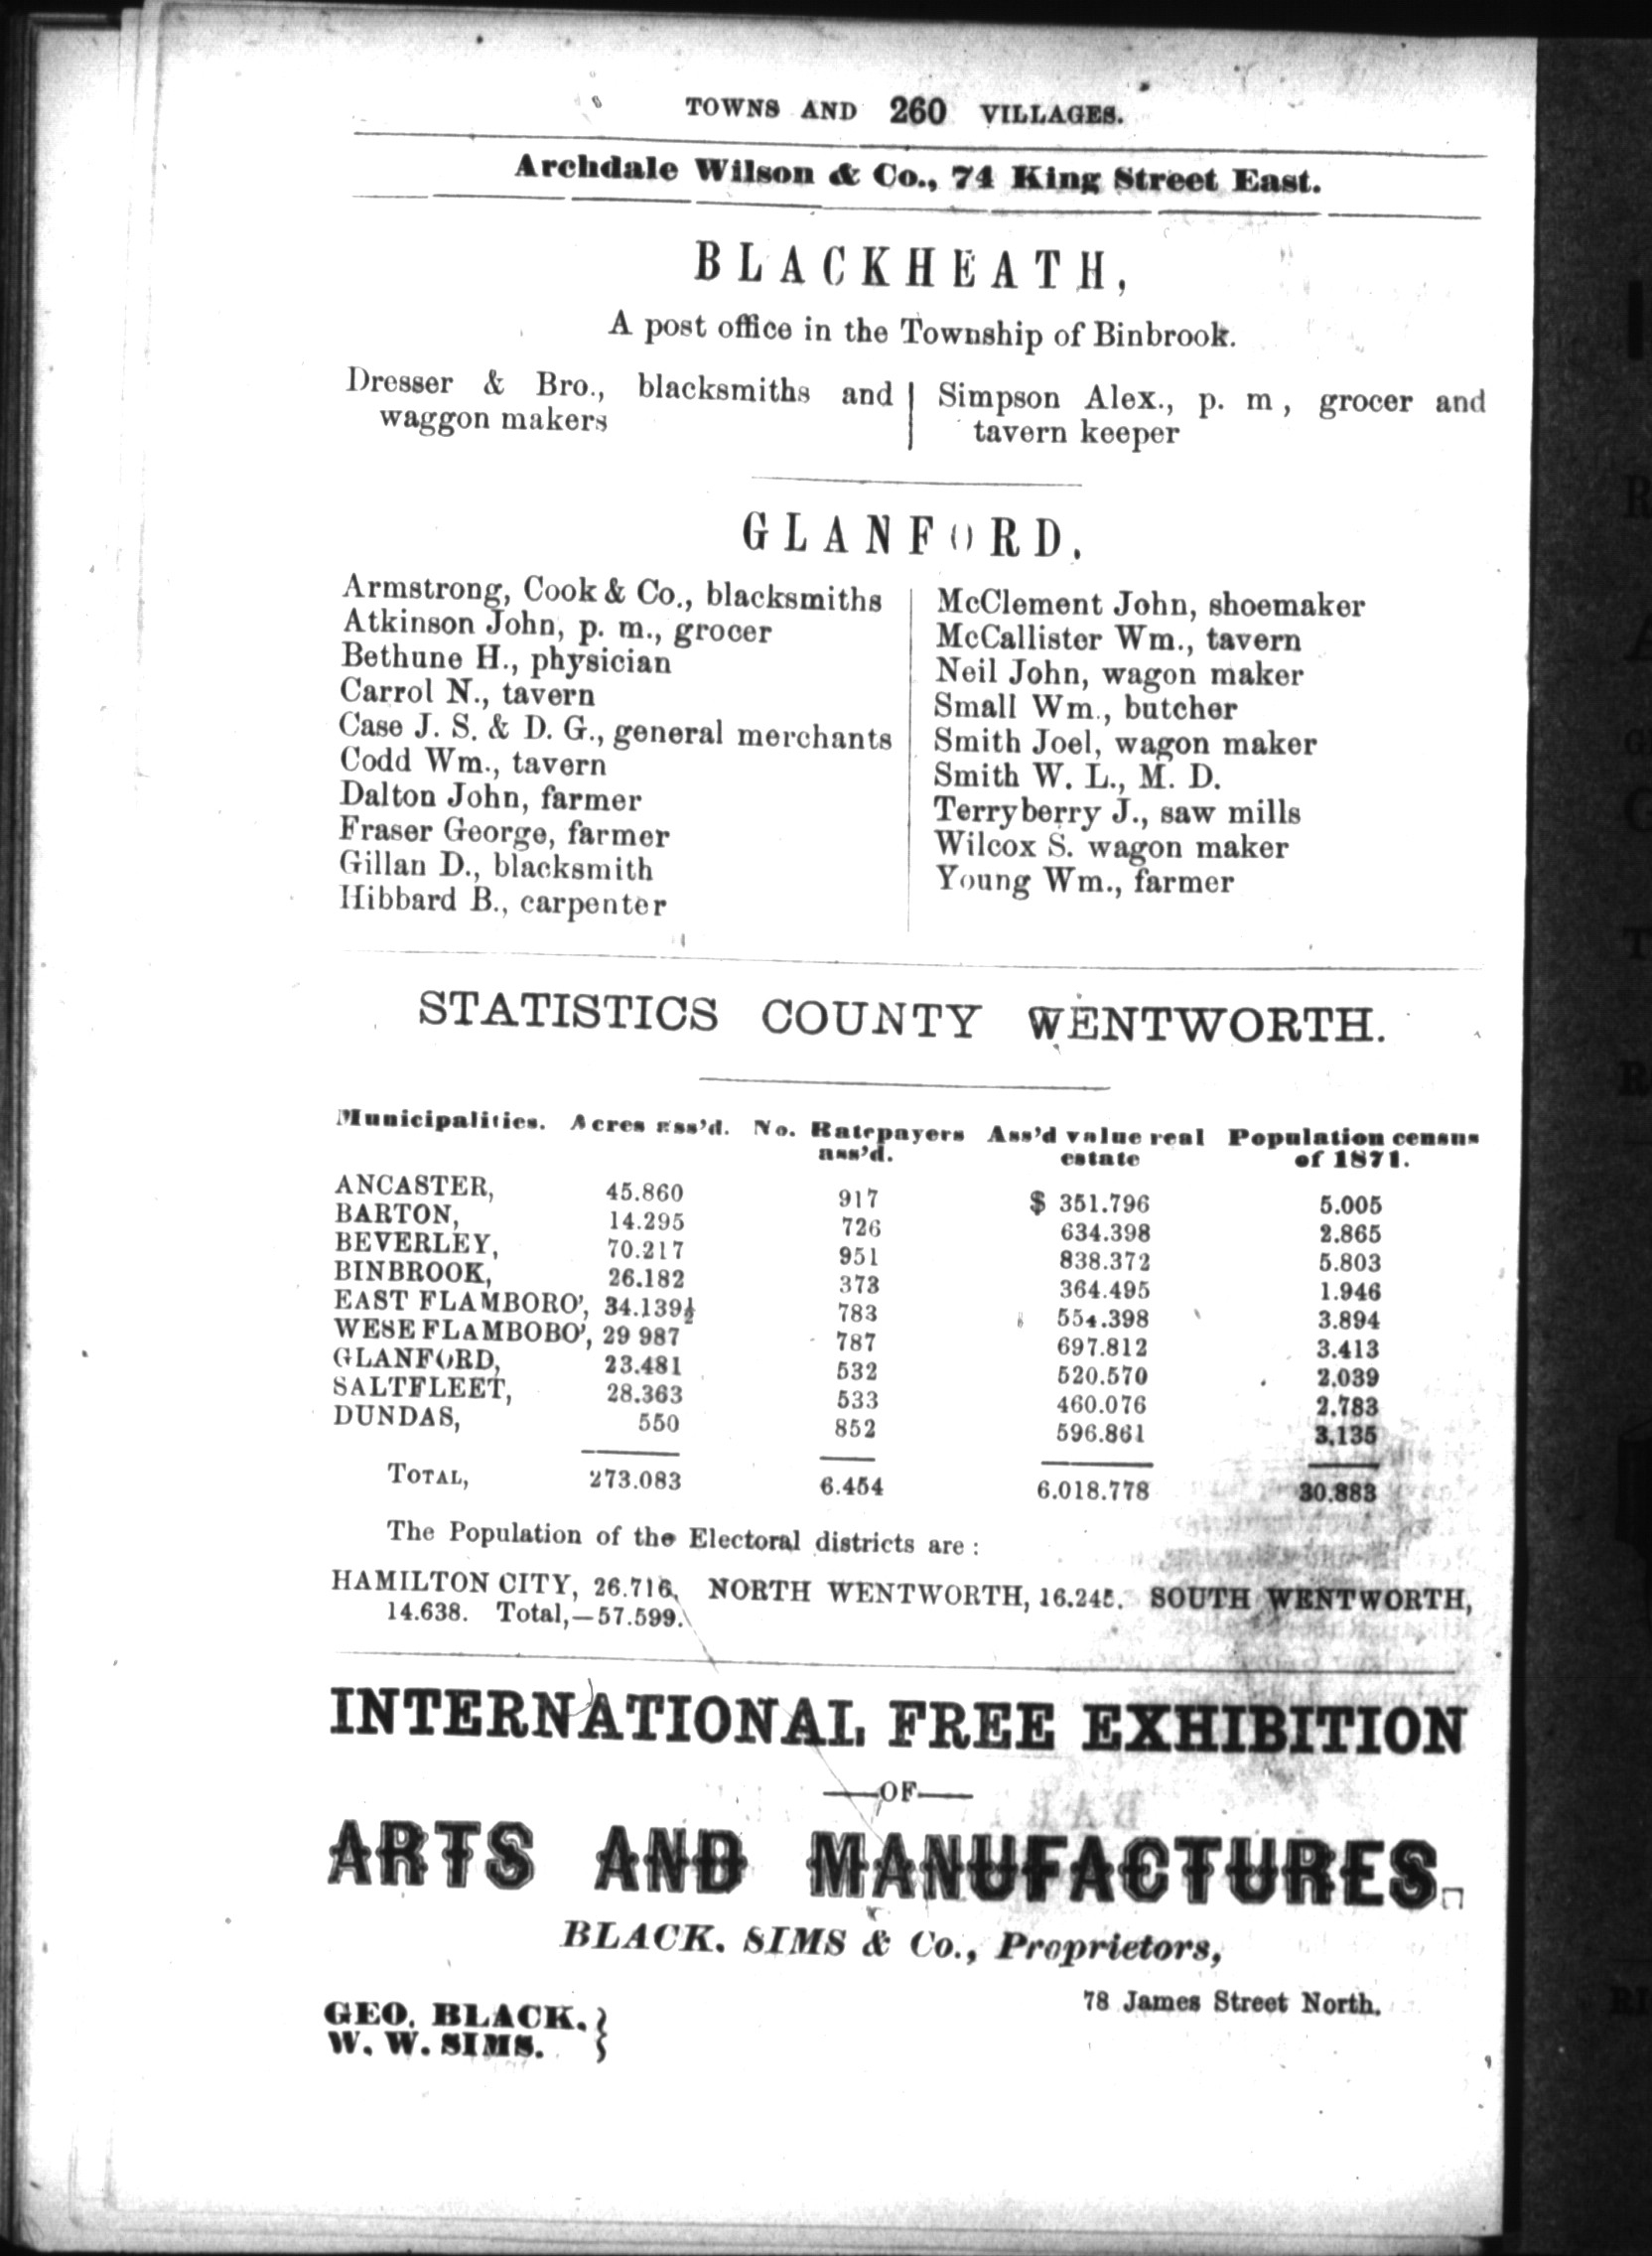 TOWNS AND 260 VILLAGES.
Archdale Wilson & Co., 74 King Street East.
BLACKHEATH,
A post office in the Township of Binbrook.
Dresser & Bro., blacksmiths and
waggon makers
Simpson Alex., p. m, grocer and
tavern keeper
GLANFORD,
Armstrong, Cook & Co., blacksmiths
Atkinson John, p. m., grocer
Bethune H., physician
Carrol N., tavern
Case J. S. & D. G., general merchants
Codd Wm., tavern
Dalton John, farmer
Fraser George, farmer
Gillan D., blacksmith
Hibbard B., carpenter
McClement John, shoemaker
McCallister Wm., tavern
Neil John, wagon maker
Small Wm., butcher
Smith Joel, wagon maker
Smith W. L., M. D.
Terryberry J., saw mills
Wilcox S. wagon maker
Young Wm., farmer
STATISTICS COUNTY WENTWORTH.
Municipalities. Acres ass'd. No. Ratepayers Ass'd value real Population census
ass'd. estate of 1871.
ANCASTER, 45.860 917 $ 351.796 5.005
BARTON, 14.295 726 634.398 2.865
BEVERLEY, 70.217 951 838.372 5.803
BINBROOK, 26.182 373 364.495 1.946
EAST FLAMBORO', 34.139½ 783 554.398 3.894
WESE FLAMBOBO', 29 987 787 697.812 3.413
GLANFORD, 23.481 532 520.570 2.039
SALTFLEET, 28.363 533 460.076 2.783
DUNDAS, 550 852 596.861 3,135
TOTAL, 273.083 6.454 6.018.778 30.883
The Population of the Electoral districts are :
HAMILTON CITY, 26.716, NORTH WENTWORTH, 16.245. SOUTH WENTWORTH,
14.638. Total,—57.599.
INTERNATIONAL FREE EXHIBITION
—OF—
ARTS AND MANUFACTURES.
BLACK. SIMS & Co., Proprietors,
78 James Street North.
GEO. BLACK. }
W. W. SIMS.